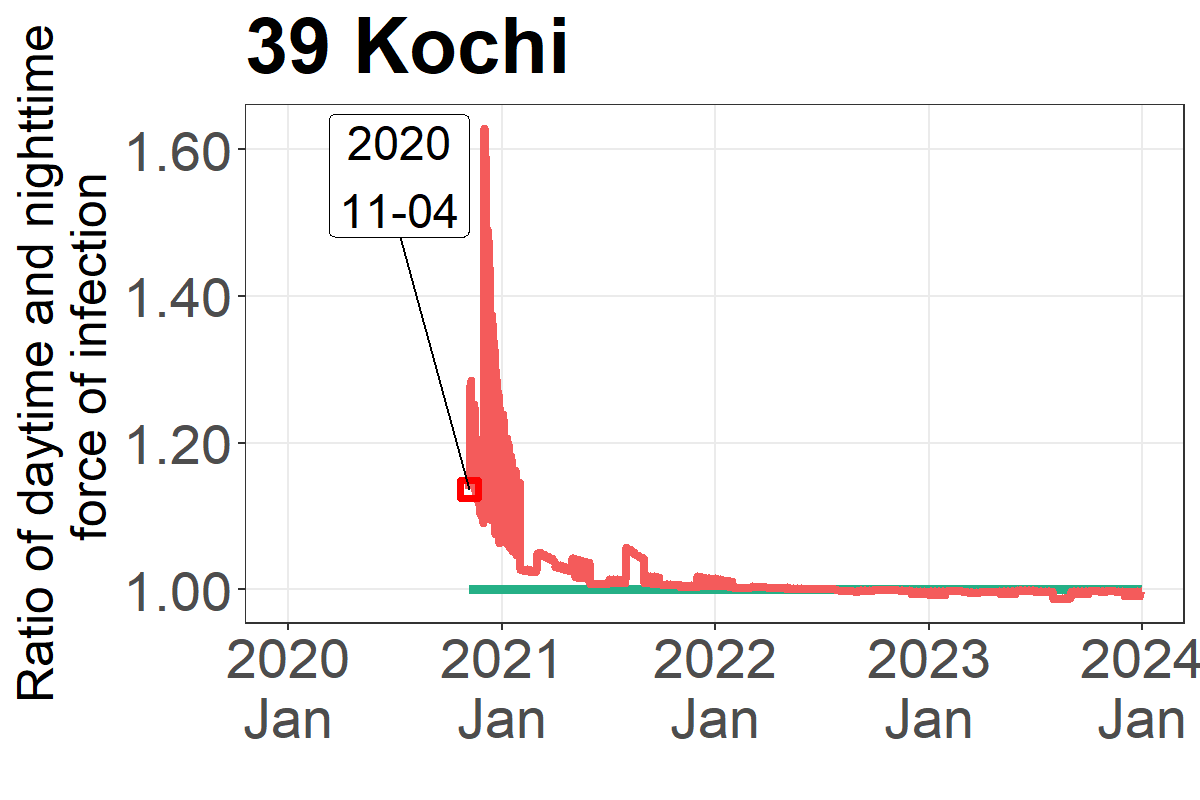 39 Kochi
Ratio of daytime and nighttime
force of infection
1.60
1.40
1.20
1.00
2020
11-04
2020
Jan
2021
Jan
2022
Jan
2023
Jan
2024
Jan